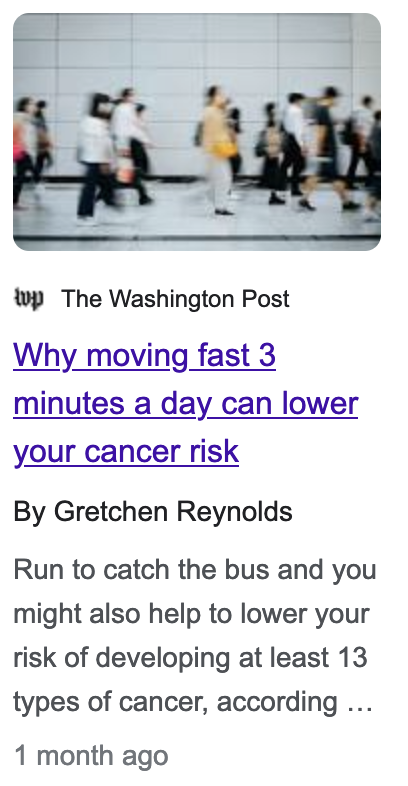 wp The Washington Post
Why moving fast 3
minutes a day can lower
your cancer risk
By Gretchen Reynolds
Run to catch the bus and you
might also help to lower your
risk of developing at least 13
types of cancer, according ...
1 month ago